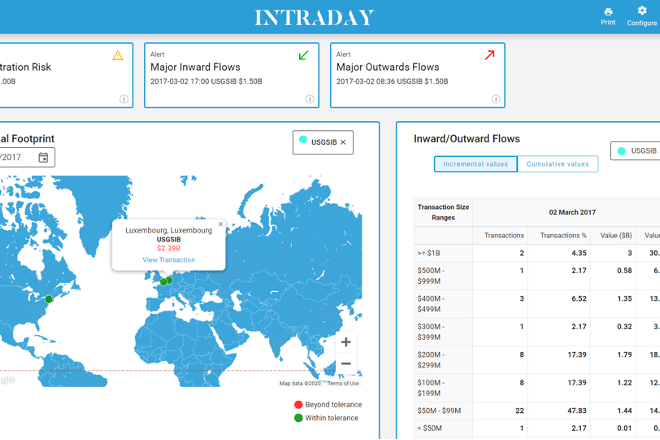 INTRADAY
Print
Configure
tration Risk
.00B
Alert
Major Inward Flows
2017-03-02 17:00 USGSIB $1.50B
Alert
Major Outwards Flows
2017-03-02 08:36 USGSIB $1.50B
al Footprint
/2017
USGSIB ×
Luxembourg, Luxembourg
USGSIB
$2.39B
View Transaction
Map data ©2020 Terms of Use
Beyond tolerance
Within tolerance
Inward/Outward Flows
USGSIB
Incremental values Cumulative values
Transaction Size Ranges 02 March 2017
Transactions Transactions % Value ($B) Value
>= $1B 2 4.35 3 30.
$500M - $999M 1 2.17 0.58 6.
$400M - $499M 3 6.52 1.35 13.
$300M - $399M 1 2.17 0.32 3.
$200M - $299M 8 17.39 1.79 18.
$100M - $199M 8 17.39 1.22 12.
$50M - $99M 22 47.83 1.44 14.
< $50M 1 2.17 0.01 0.